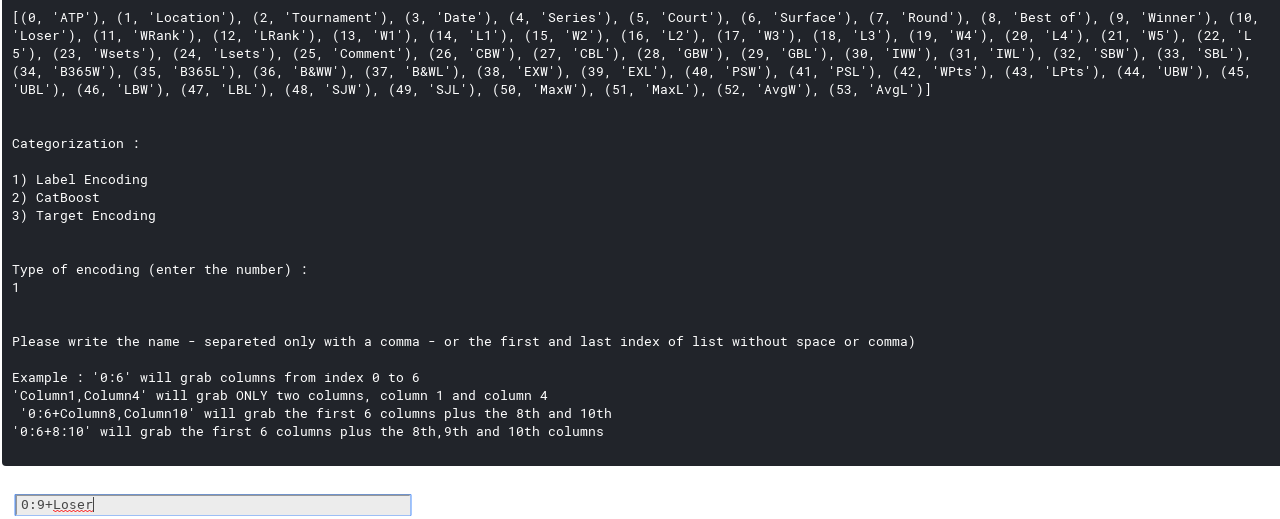 [(0, 'ATP'), (1, 'Location'), (2, 'Tournament'), (3, 'Date'), (4, 'Series'), (5, 'Court'), (6, 'Surface'), (7, 'Round'), (8, 'Best of'), (9, 'Winner'), (10,
'Loser'), (11, 'WRank'), (12, 'LRank'), (13, 'W1'), (14, 'L1'), (15, 'W2'), (16, 'L2'), (17, 'W3'), (18, 'L3'), (19, 'W4'), (20, 'L4'), (21, 'W5'), (22, 'L
5'), (23, 'Wsets'), (24, 'Lsets'), (25, 'Comment'), (26, 'CBW'), (27, 'CBL'), (28, 'GBW'), (29, 'GBL'), (30, 'IWW'), (31, 'IWL'), (32, 'SBW'), (33, 'SBL'),
(34, 'B365W'), (35, 'B365L'), (36, 'B&WW'), (37, 'B&WL'), (38, 'EXW'), (39, 'EXL'), (40, 'PSW'), (41, 'PSL'), (42, 'WPts'), (43, 'LPts'), (44, 'UBW'), (45,
'UBL'), (46, 'LBW'), (47, 'LBL'), (48, 'SJW'), (49, 'SJL'), (50, 'MaxW'), (51, 'MaxL'), (52, 'AvgW'), (53, 'AvgL')]
Categorization :
1) Label Encoding
2) CatBoost
3) Target Encoding
Type of encoding (enter the number) :
1
Please write the name - separeted only with a comma - or the first and last index of list without space or comma)
Example : '0:6' will grab columns from index 0 to 6
'Column1,Column4' will grab ONLY two columns, column 1 and column 4
'0:6+Column8,Column10' will grab the first 6 columns plus the 8th and 10th
'0:6+8:10' will grab the first 6 columns plus the 8th,9th and 10th columns
0:9+Loser